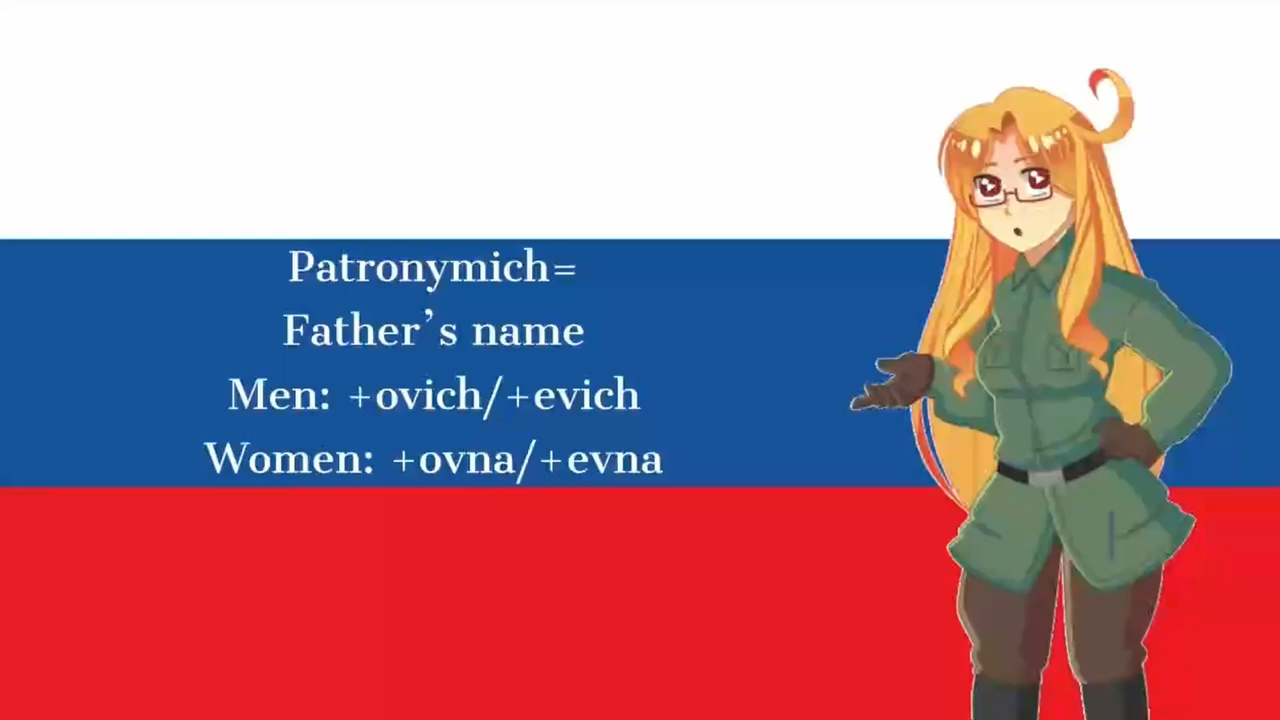 Patronymich=
Father’s name
Men: +ovich/+evich
Women: +ovna/+evna